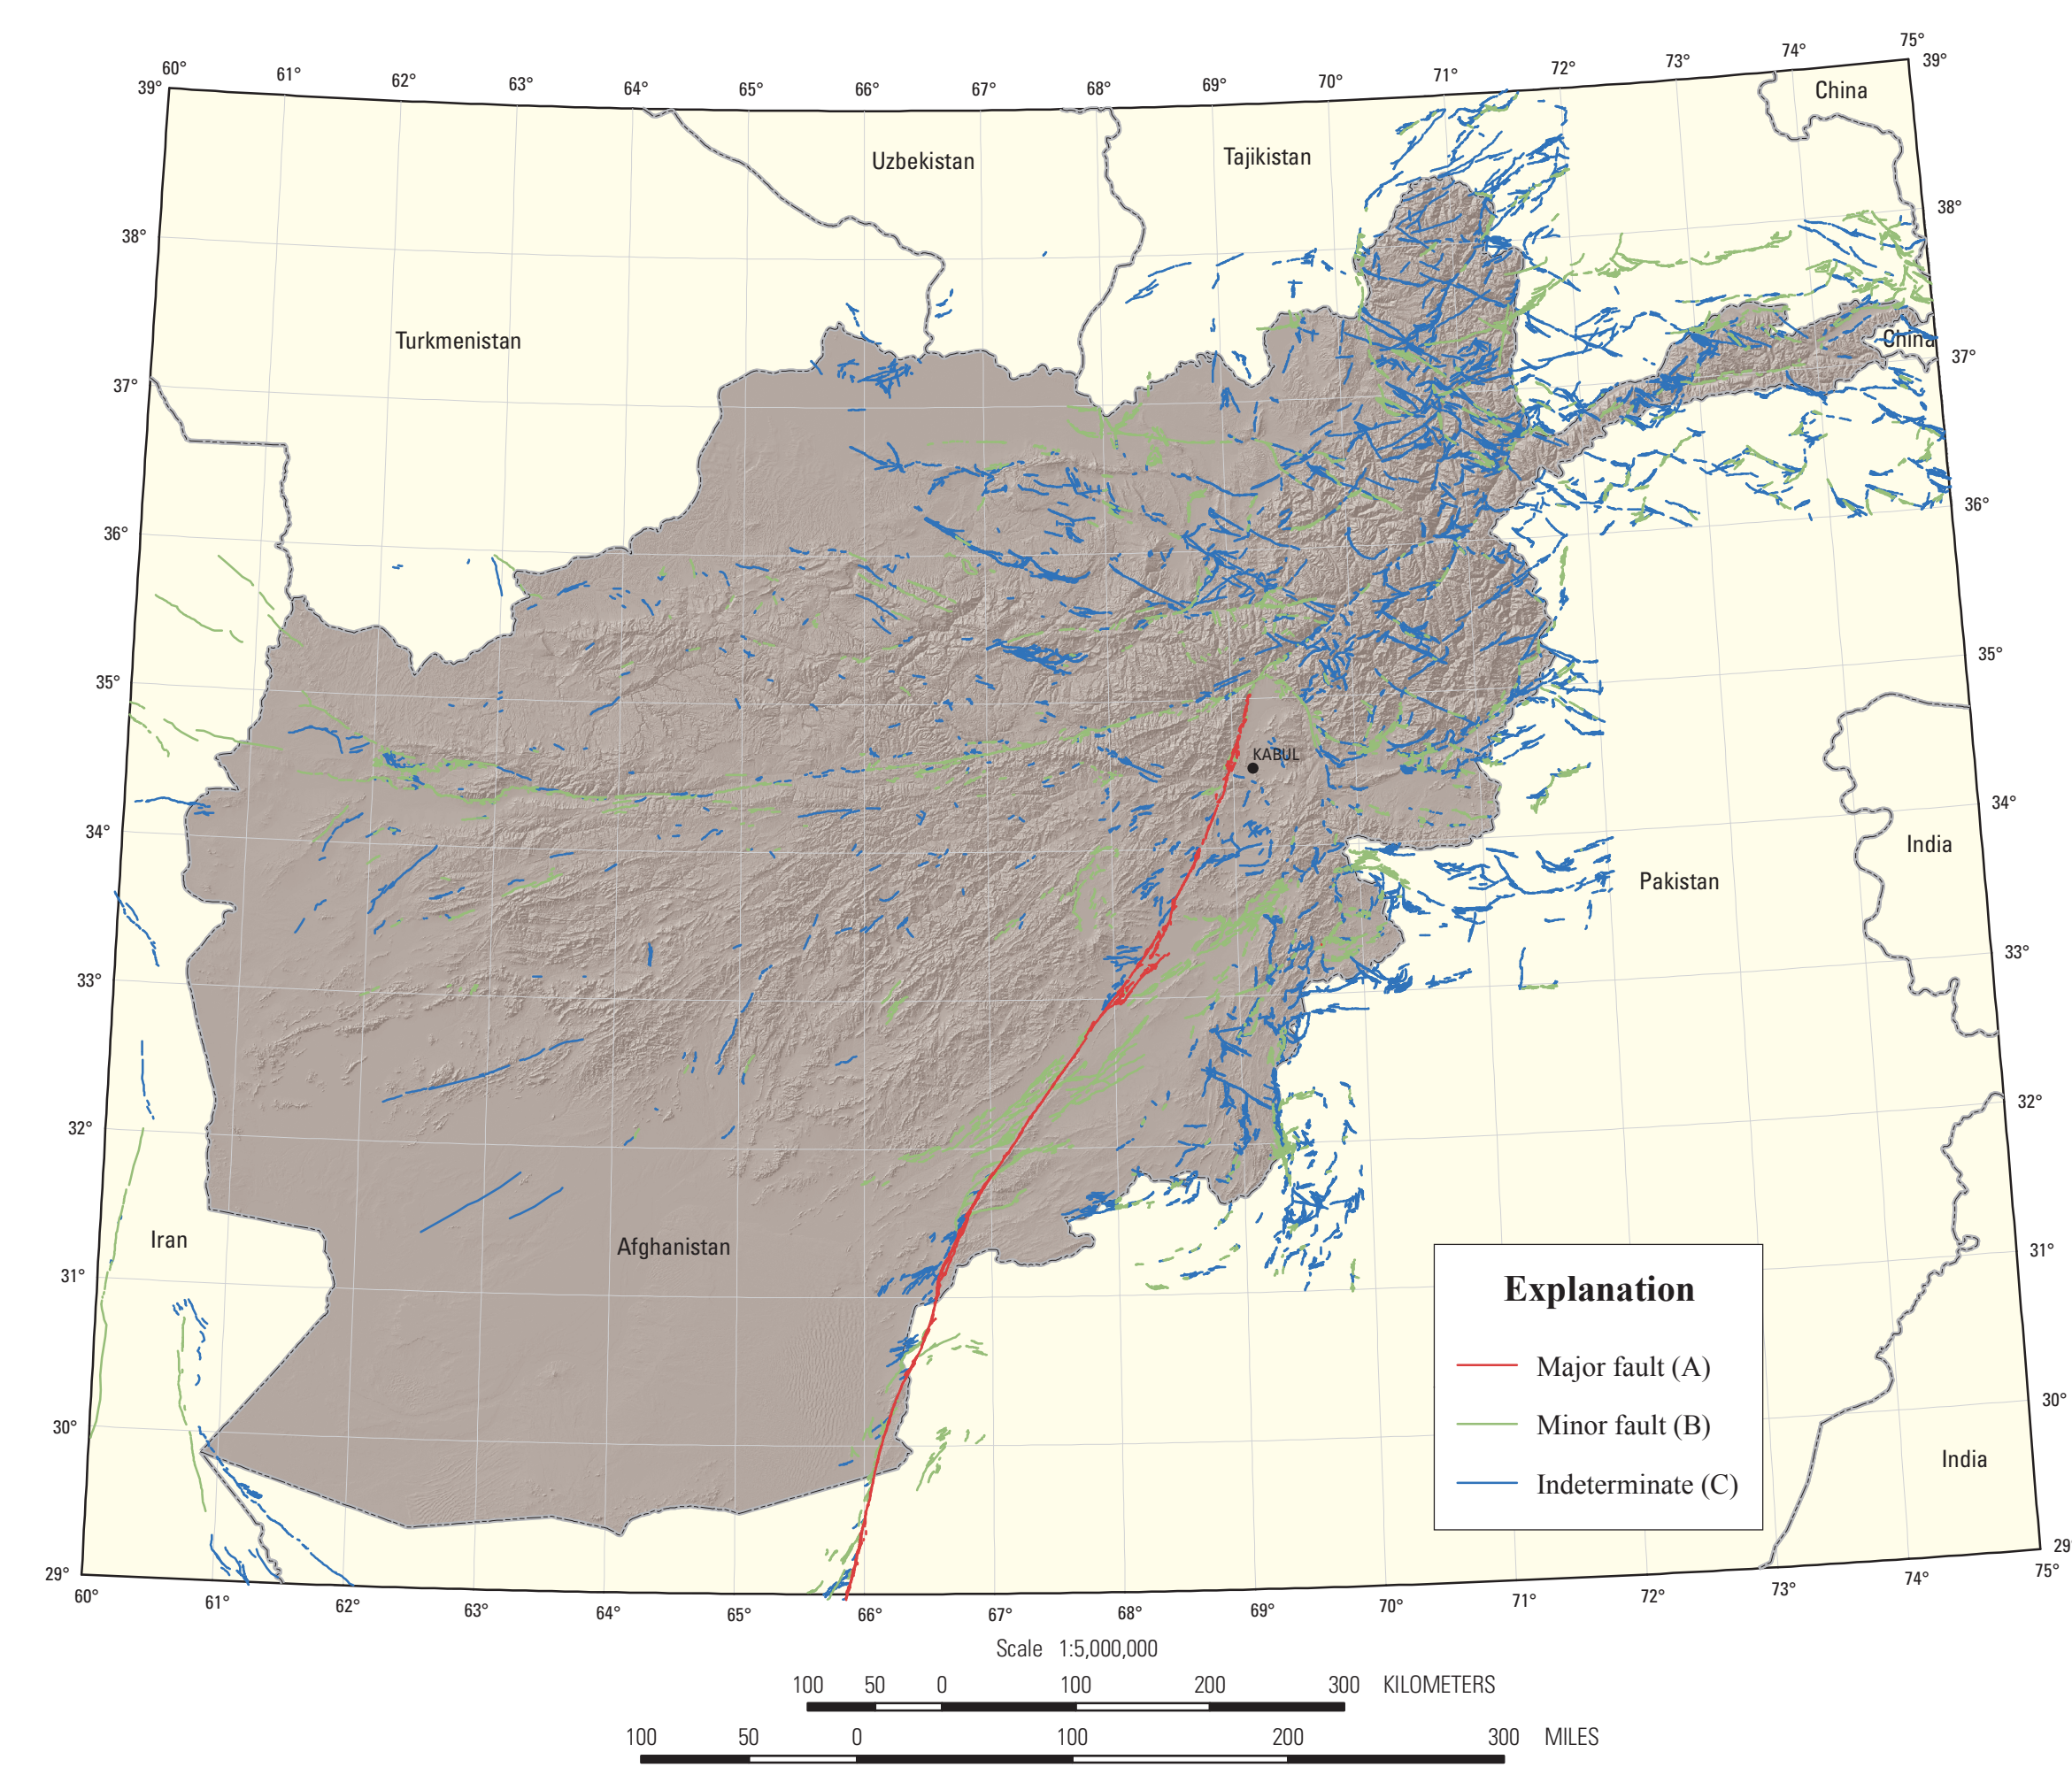 60° 61° 62° 63° 64° 65° 66° 67° 68° 69° 70° 71° 72° 73° 74° 75°
39° 39°
China
Uzbekistan Tajikistan
38° 38°
Turkmenistan China
37° 37°
36° 36°
35° 35°
KABUL
34° 34°
India
Pakistan
33° 33°
32° 32°
Iran Afghanistan
31° 31°
Explanation
Major fault (A)
Minor fault (B)
Indeterminate (C)
30° 30°
India
29° 29
60° 61° 62° 63° 64° 65° 66° 67° 68° 69° 70° 71° 72° 73° 74° 75°
Scale 1:5,000,000
100 50 0 100 200 300 KILOMETERS
100 50 0 100 200 300 MILES